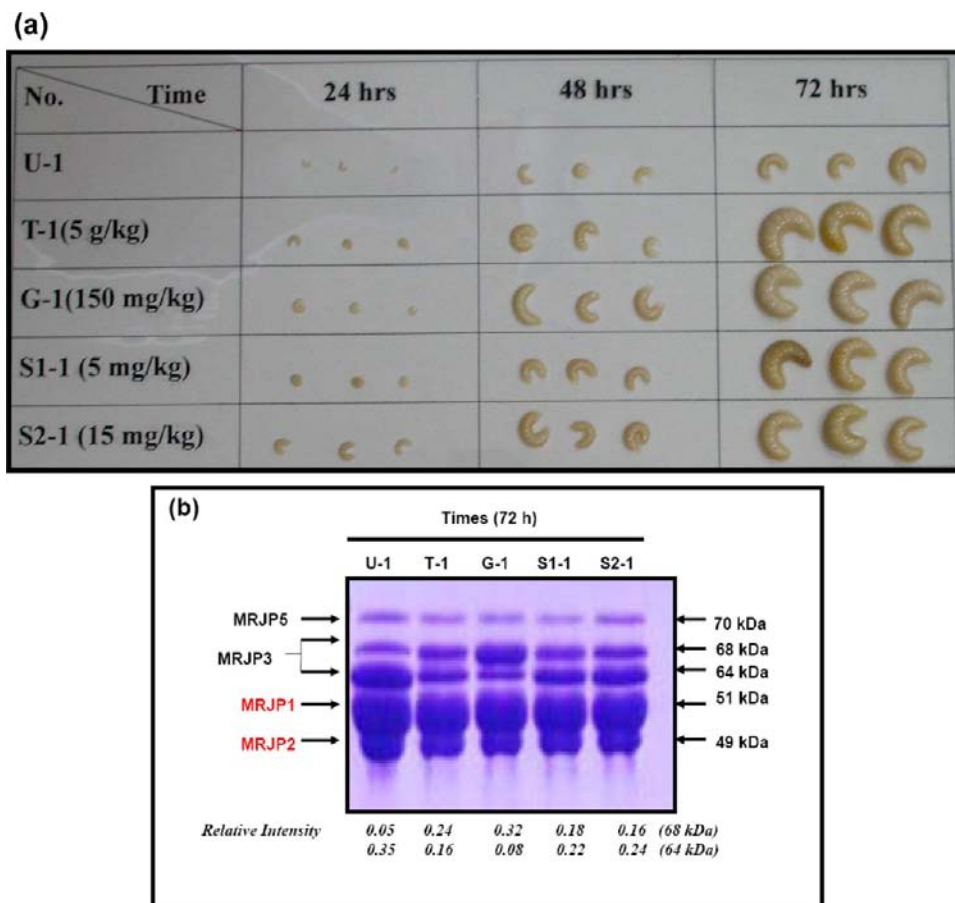 (a)
No. Time 24 hrs 48 hrs 72 hrs
U-1
T-1(5 g/kg)
G-1(150 mg/kg)
S1-1 (5 mg/kg)
S2-1 (15 mg/kg)
(b)
Times (72 h)
U-1 T-1 G-1 S1-1 S2-1
MRJP5 70 kDa
68 kDa
MRJP3
64 kDa
MRJP1 51 kDa
MRJP2 49 kDa
Relative Intensity 0.05 0.24 0.32 0.18 0.16 (68 kDa)
0.35 0.16 0.08 0.22 0.24 (64 kDa)